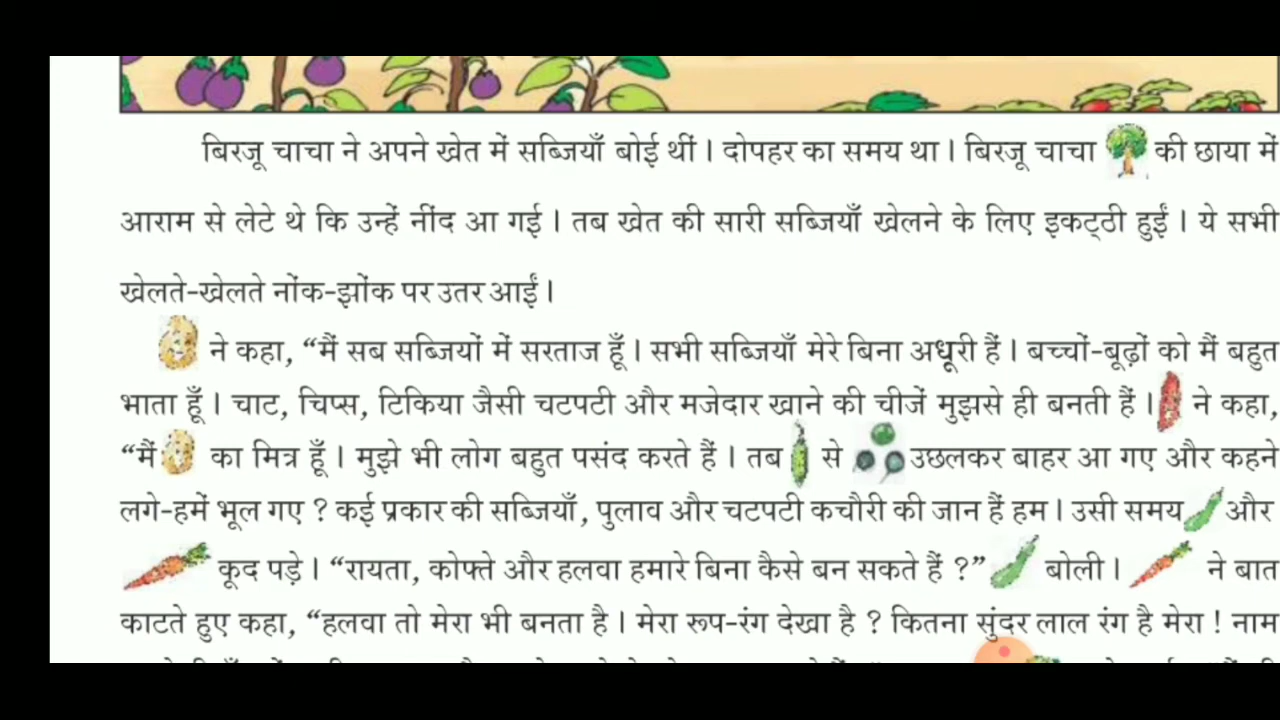 बिरजू चाचा ने अपने खेत में सब्जियाँ बोई थीं । दोपहर का समय था । बिरजू चाचा की छाया में
आराम से लेटे थे कि उन्हें नींद आ गई । तब खेत की सारी सब्जियाँ खेलने के लिए इकट्ठी हुईं । ये सभी
खेलते-खेलते नोंक-झोंक पर उतर आईं ।
ने कहा, “मैं सब सब्जियों में सरताज हूँ । सभी सब्जियाँ मेरे बिना अधूरी हैं । बच्चों-बूढ़ों को मैं बहुत
भाता हूँ । चाट, चिप्स, टिकिया जैसी चटपटी और मजेदार खाने की चीजें मुझसे ही बनती हैं । ने कहा,
“मैं का मित्र हूँ । मुझे भी लोग बहुत पसंद करते हैं । तब से उछलकर बाहर आ गए और कहने
लगे-हमें भूल गए ? कई प्रकार की सब्जियाँ, पुलाव और चटपटी कचौरी की जान हैं हम । उसी समय और
कूद पड़े । “रायता, कोफ्ते और हलवा हमारे बिना कैसे बन सकते हैं ?” बोली । ने बात
काटते हुए कहा, “हलवा तो मेरा भी बनता है । मेरा रूप-रंग देखा है ? कितना सुंदर लाल रंग है मेरा ! नाम